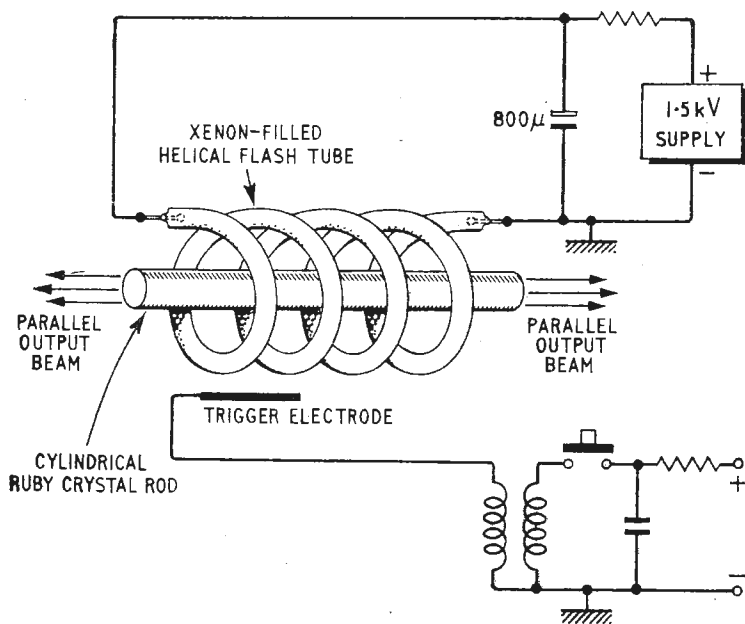 +
1·5kV
SUPPLY
−
800μ
XENON-FILLED
HELICAL FLASH TUBE
PARALLEL
OUTPUT
BEAM
PARALLEL
OUTPUT
BEAM
TRIGGER ELECTRODE
CYLINDRICAL
RUBY CRYSTAL ROD
+
−